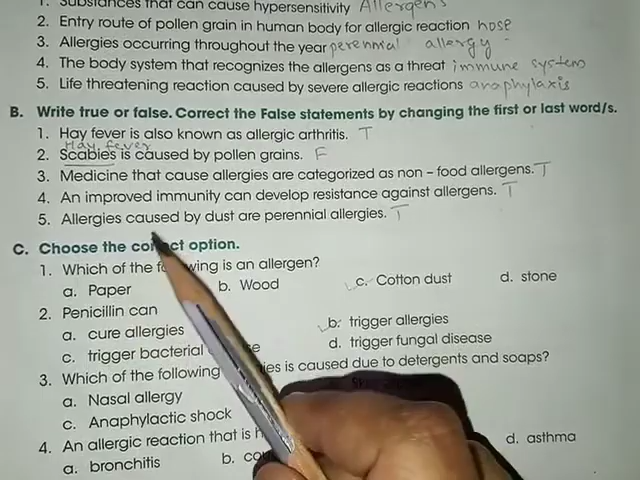 1. Substances that can cause hypersensitivity Allergens
2. Entry route of pollen grain in human body for allergic reaction nose
3. Allergies occurring throughout the year perennial allergy
4. The body system that recognizes the allergens as a threat immune system
5. Life threatening reaction caused by severe allergic reactions anaphylaxis
B. Write true or false. Correct the False statements by changing the first or last word/s.
1. Hay fever is also known as allergic arthritis. T
Hay fever
2. Scabies is caused by pollen grains. F
3. Medicine that cause allergies are categorized as non - food allergens. T
4. An improved immunity can develop resistance against allergens. T
5. Allergies caused by dust are perennial allergies. T
C. Choose the correct option.
1. Which of the following is an allergen?
a. Paper b. Wood c. Cotton dust d. stone
2. Penicillin can
a. cure allergies b. trigger allergies
c. trigger bacterial d. trigger fungal disease
3. Which of the following is caused due to detergents and soaps?
a. Nasal allergy
c. Anaphylactic shock
4. An allergic reaction that is
a. bronchitis b. d. asthma